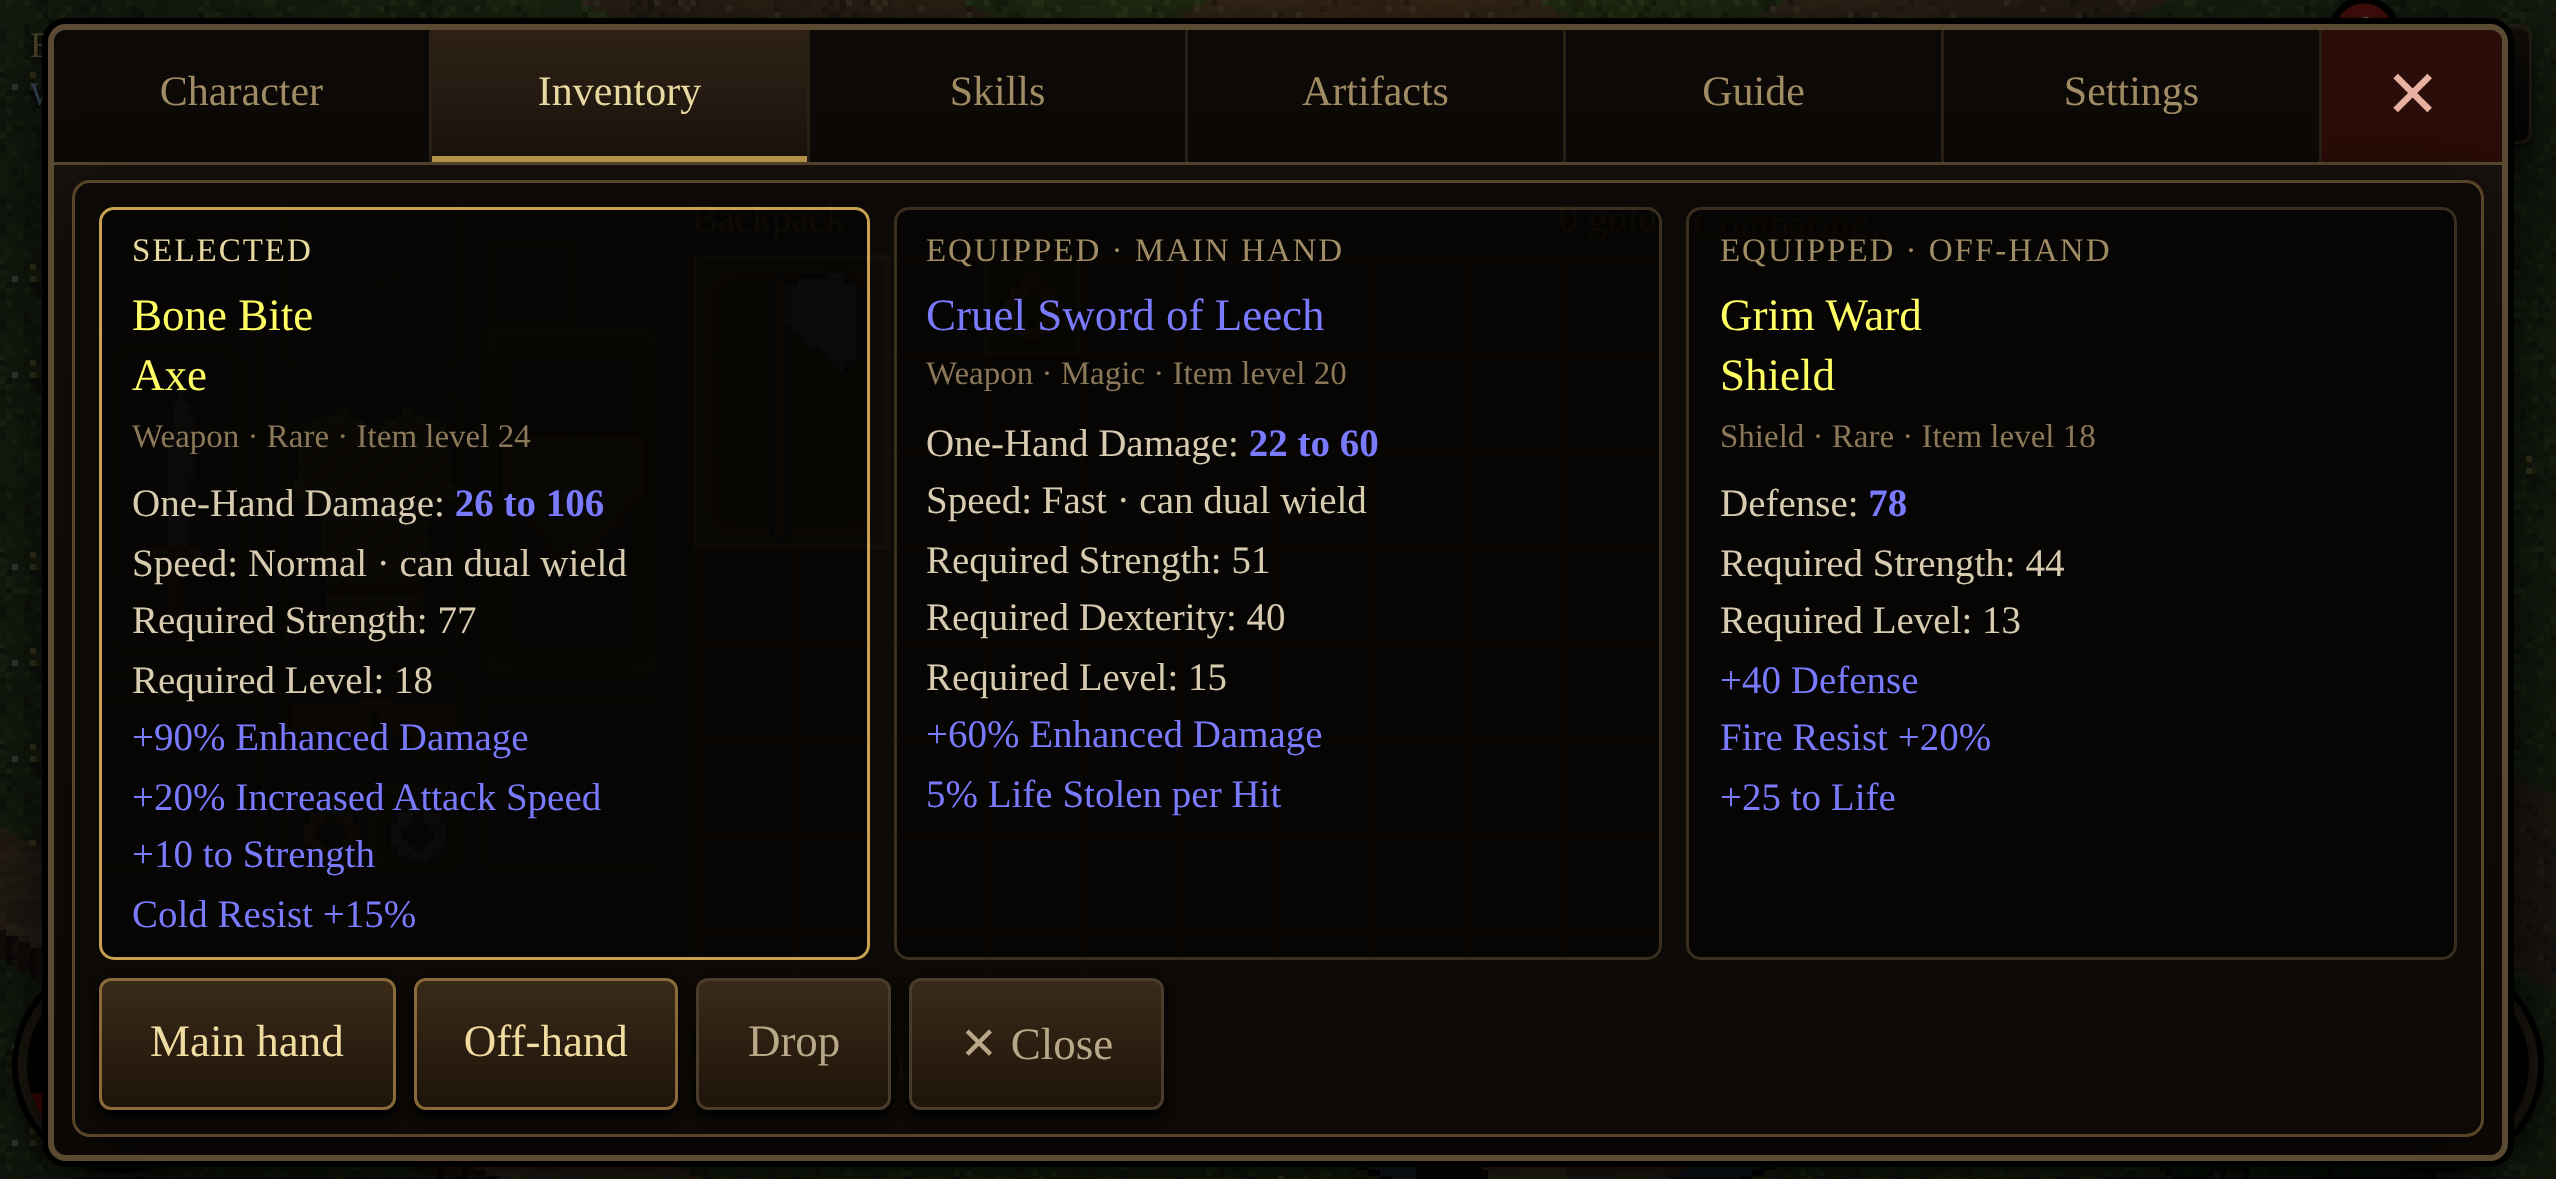 Character
Inventory
Skills
Artifacts
Guide
Settings
✕
Backpack
0 gold
Comparing…
SELECTED
Bone Bite
Axe
Weapon · Rare · Item level 24
One-Hand Damage: 26 to 106
Speed: Normal · can dual wield
Required Strength: 77
Required Level: 18
+90% Enhanced Damage
+20% Increased Attack Speed
+10 to Strength
Cold Resist +15%
EQUIPPED · MAIN HAND
Cruel Sword of Leech
Weapon · Magic · Item level 20
One-Hand Damage: 22 to 60
Speed: Fast · can dual wield
Required Strength: 51
Required Dexterity: 40
Required Level: 15
+60% Enhanced Damage
5% Life Stolen per Hit
EQUIPPED · OFF-HAND
Grim Ward
Shield
Shield · Rare · Item level 18
Defense: 78
Required Strength: 44
Required Level: 13
+40 Defense
Fire Resist +20%
+25 to Life
Main hand
Off-hand
Drop
✕ Close